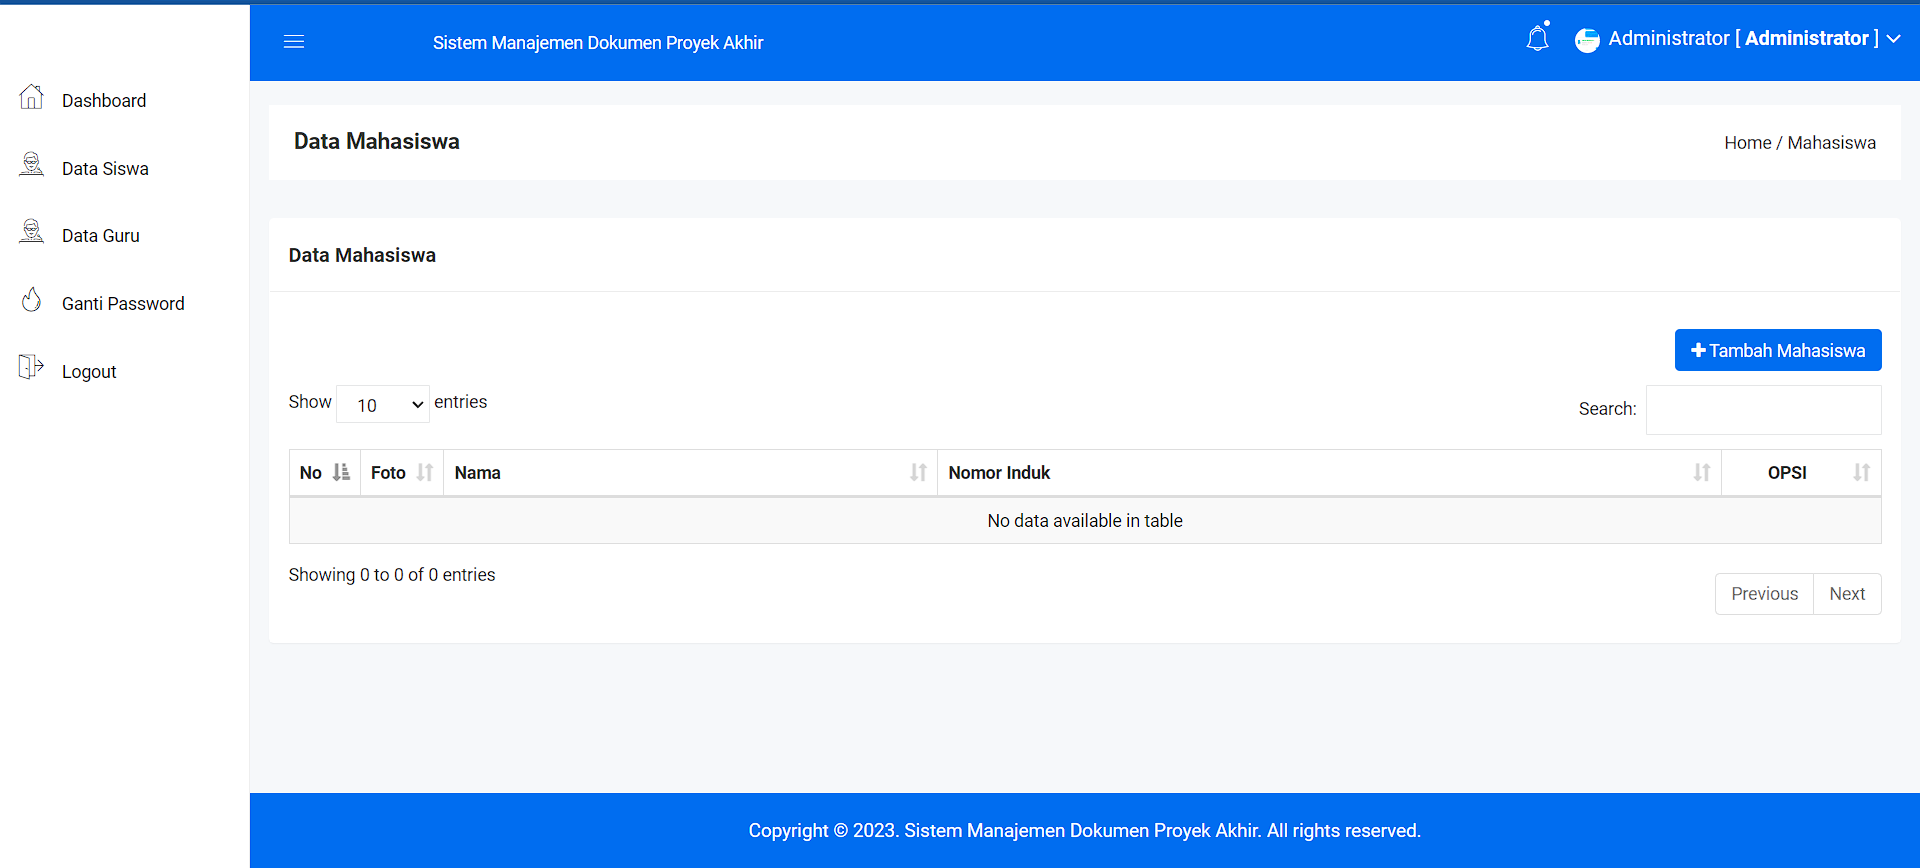 Sistem Manajemen Dokumen Proyek Akhir
Administrator [ Administrator ]
Dashboard
Data Siswa
Data Guru
Ganti Password
Logout
Data Mahasiswa
Home / Mahasiswa
Data Mahasiswa
Tambah Mahasiswa
Show 10 entries
Search:
No Foto Nama Nomor Induk OPSI
No data available in table
Showing 0 to 0 of 0 entries
Previous Next
Copyright © 2023. Sistem Manajemen Dokumen Proyek Akhir. All rights reserved.